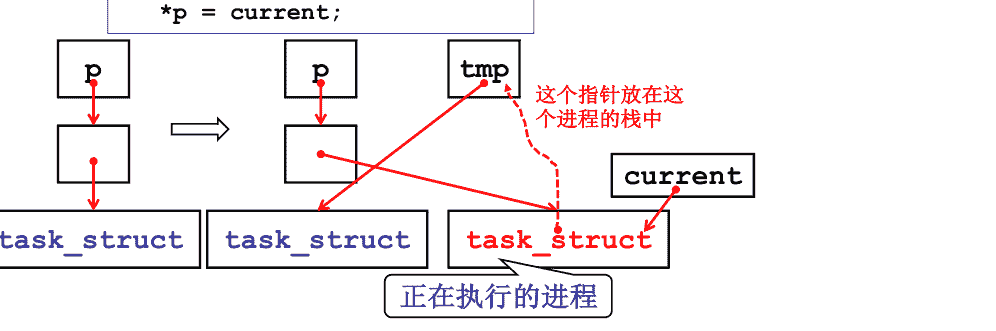 *p = current;
p
p
tmp
这个指针放在这
个进程的栈中
current
task_struct
task_struct
task_struct
正在执行的进程